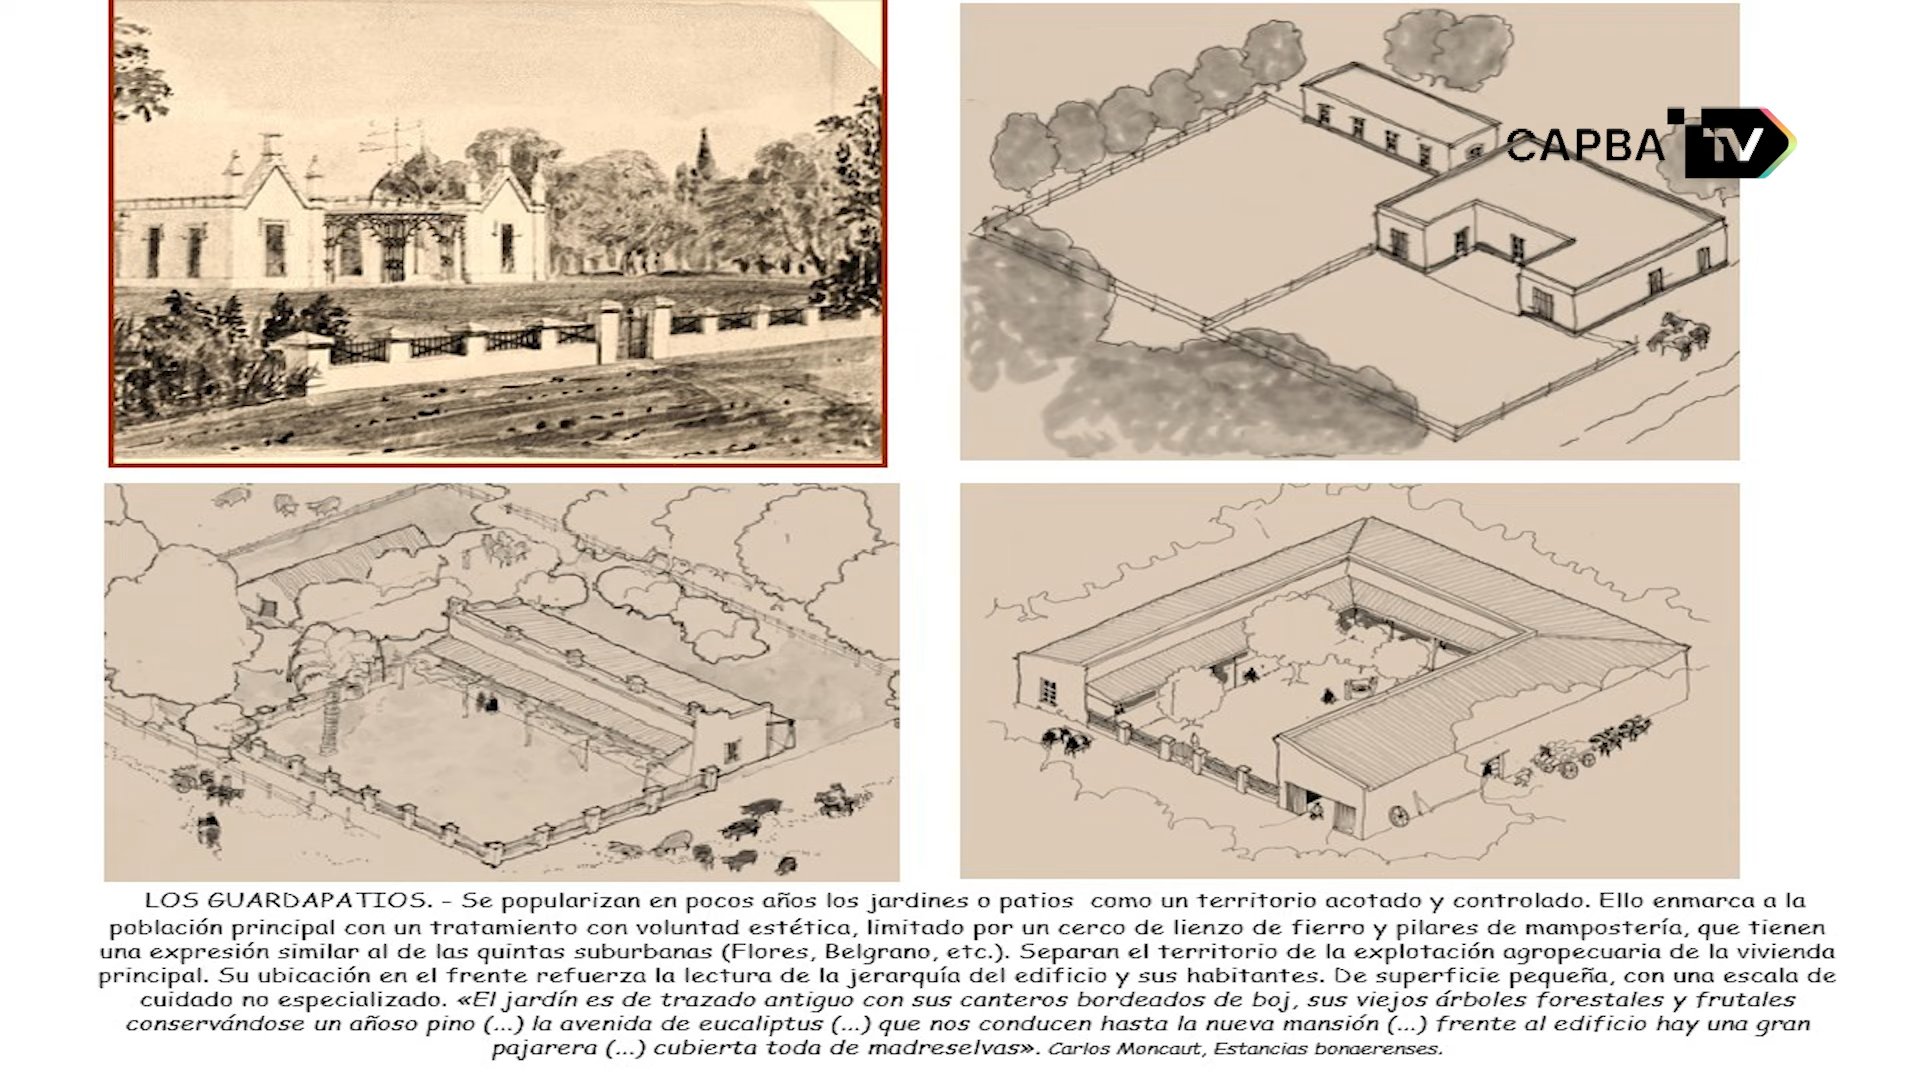 CAPBA TV
LOS GUARDAPATIOS. - Se popularizan en pocos años los jardines o patios como un territorio acotado y controlado. Ello enmarca a la
población principal con un tratamiento con voluntad estética, limitado por un cerco de lienzo de fierro y pilares de mampostería, que tienen
una expresión similar al de las quintas suburbanas (Flores, Belgrano, etc.). Separan el territorio de la explotación agropecuaria de la vivienda
principal. Su ubicación en el frente refuerza la lectura de la jerarquía del edificio y sus habitantes. De superficie pequeña, con una escala de
cuidado no especializado. «El jardín es de trazado antiguo con sus canteros bordeados de boj, sus viejos árboles forestales y frutales
conservándose un añoso pino (...) la avenida de eucaliptus (...) que nos conducen hasta la nueva mansión (...) frente al edificio hay una gran
pajarera (...) cubierta toda de madreselvas». Carlos Moncaut, Estancias bonaerenses.